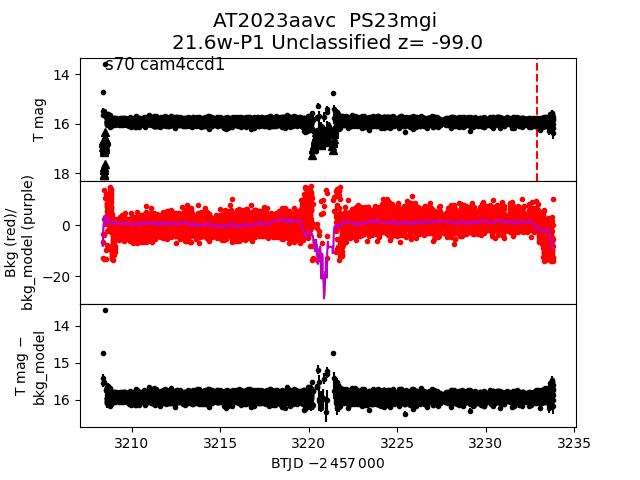 AT2023aavc  PS23mgi
21.6w-P1 Unclassified z= -99.0
s70 cam4ccd1
14
16
18
T mag
0
−20
Bkg (red)/
bkg_model (purple)
14
15
16
T mag −
bkg_model
3210
3215
3220
3225
3230
3235
BTJD −2 457 000